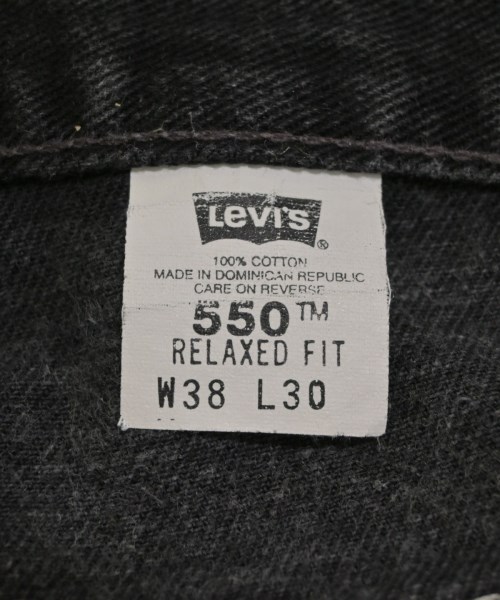 Levi's®
100% COTTON
MADE IN DOMINICAN REPUBLIC
CARE ON REVERSE
550™
RELAXED FIT
W38 L30